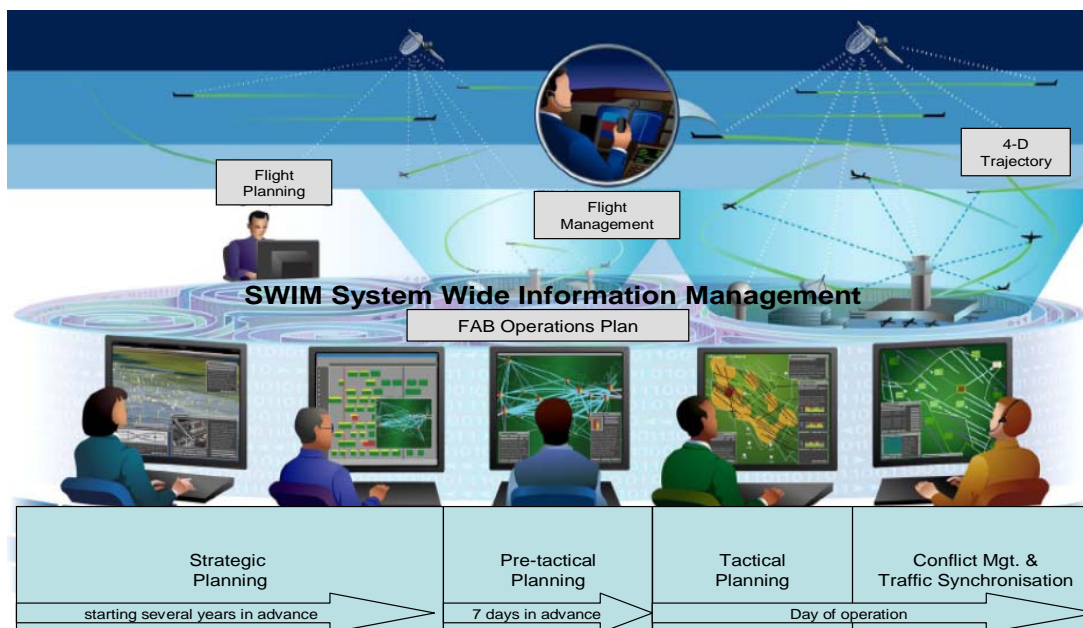 Flight
Planning
Flight
Management
4-D
Trajectory
SWIM System Wide Information Management
FAB Operations Plan
Strategic
Planning
Pre-tactical
Planning
Tactical
Planning
Conflict Mgt. &
Traffic Synchronisation
starting several years in advance
7 days in advance
Day of operation